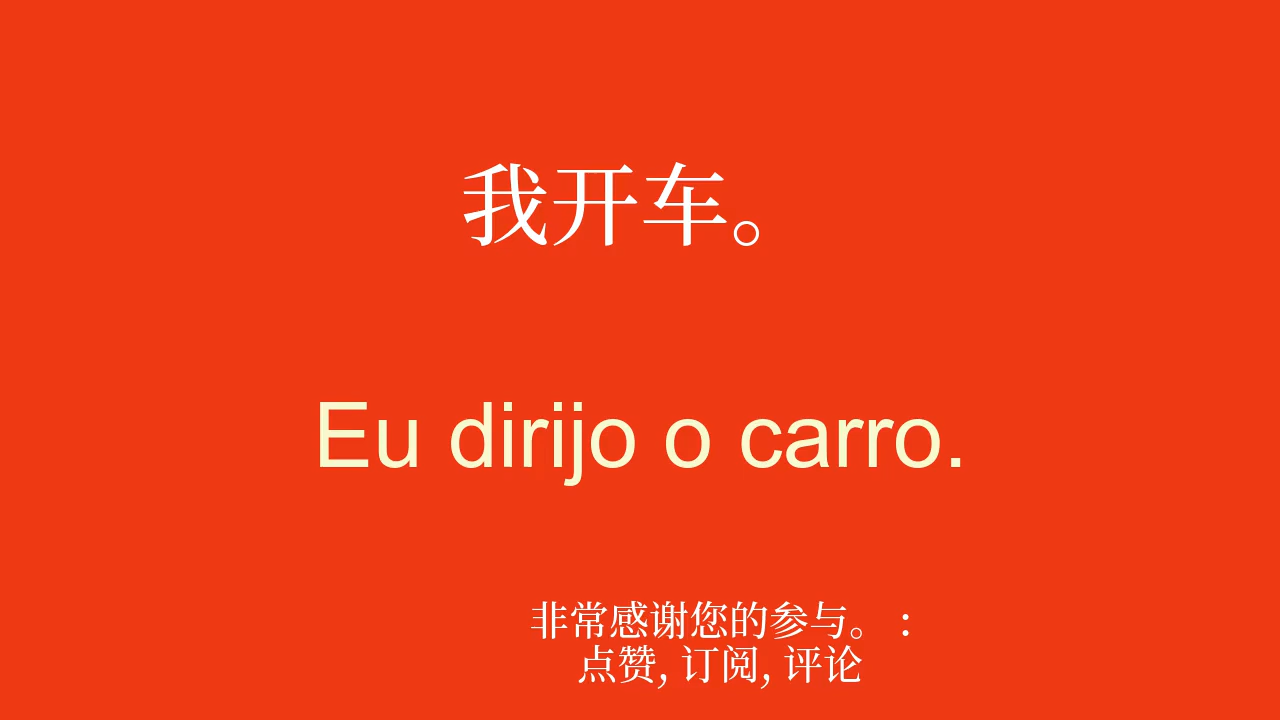 我开车。
Eu dirijo o carro.
非常感谢您的参与。 :
点赞, 订阅, 评论